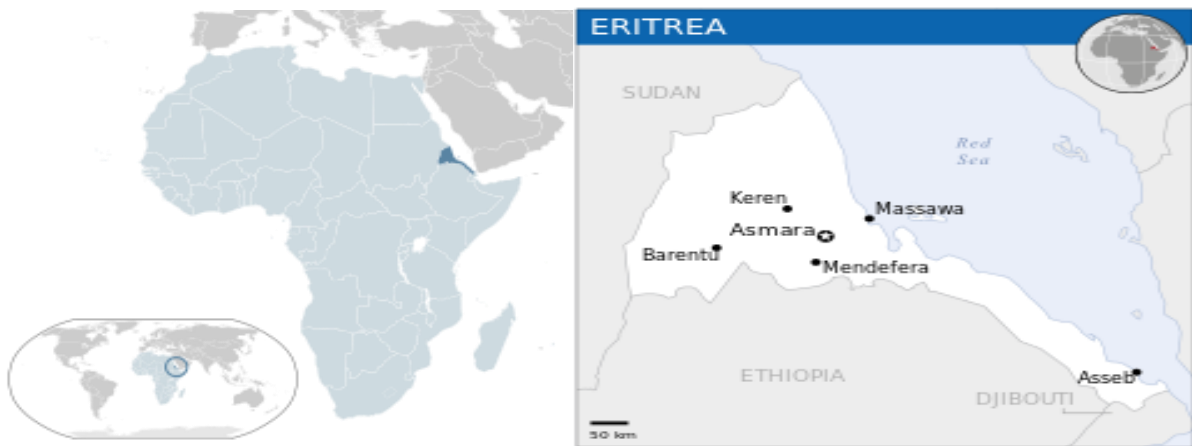 ERITREA
SUDAN
Red
Sea
Keren
Massawa
Asmara
Barentu
Mendefera
ETHIOPIA
Asseb
DJIBOUTI
50 km